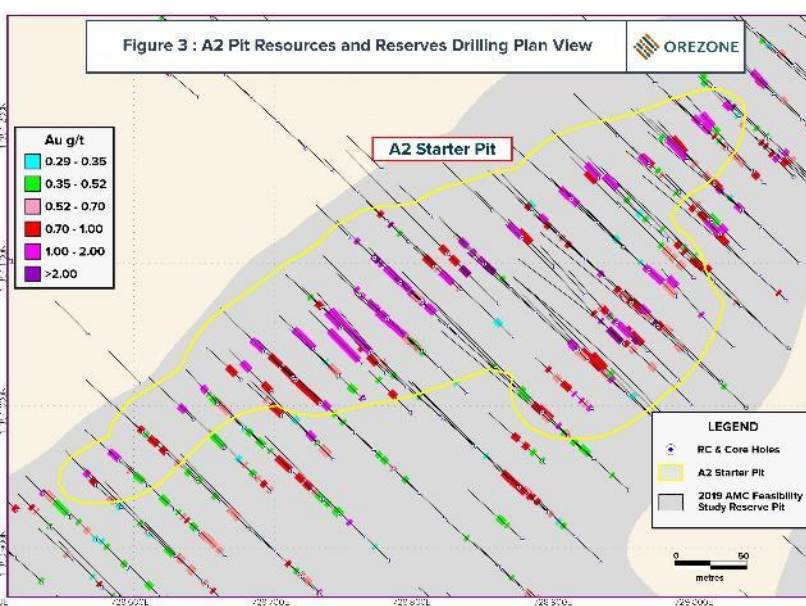 Figure 3 : A2 Pit Resources and Reserves Drilling Plan View
OREZONE
A2 Starter Pit
Au g/t
0.29 - 0.35
0.35 - 0.52
0.52 - 0.70
0.70 - 1.00
1.00 - 2.00
>2.00
LEGEND
RC & Core Holes
A2 Starter Pit
2019 AMC Feasibility
Study Reserve Pit
0 50
metres